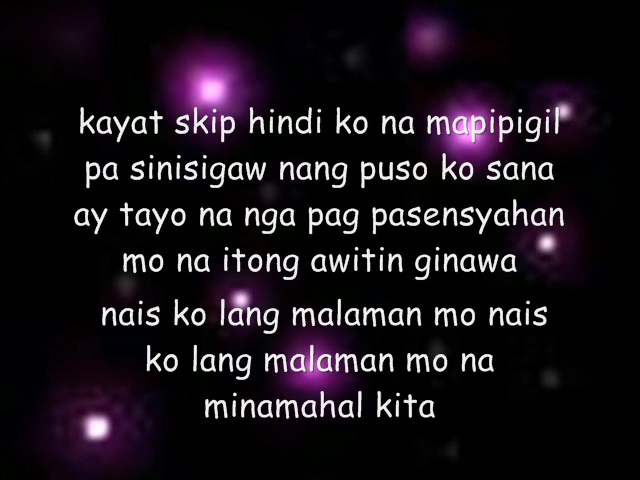 kayat skip hindi ko na mapipigil
pa sinisigaw nang puso ko sana
ay tayo na nga pag pasensyahan
mo na itong awitin ginawa
nais ko lang malaman mo nais
ko lang malaman mo na
minamahal kita